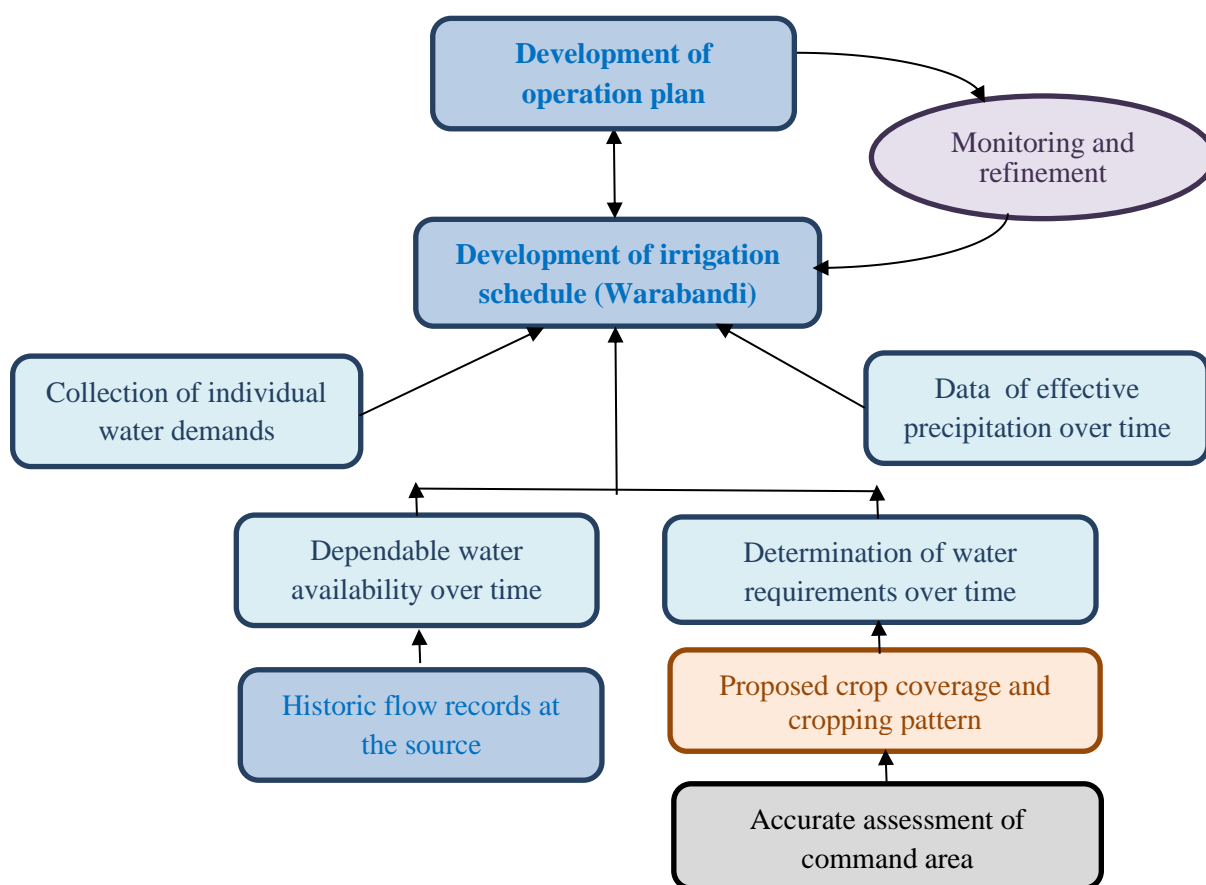 Development of
operation plan
Monitoring and
refinement
Development of irrigation
schedule (Warabandi)
Collection of individual
water demands
Data of effective
precipitation over time
Dependable water
availability over time
Determination of water
requirements over time
Historic flow records at
the source
Proposed crop coverage and
cropping pattern
Accurate assessment of
command area